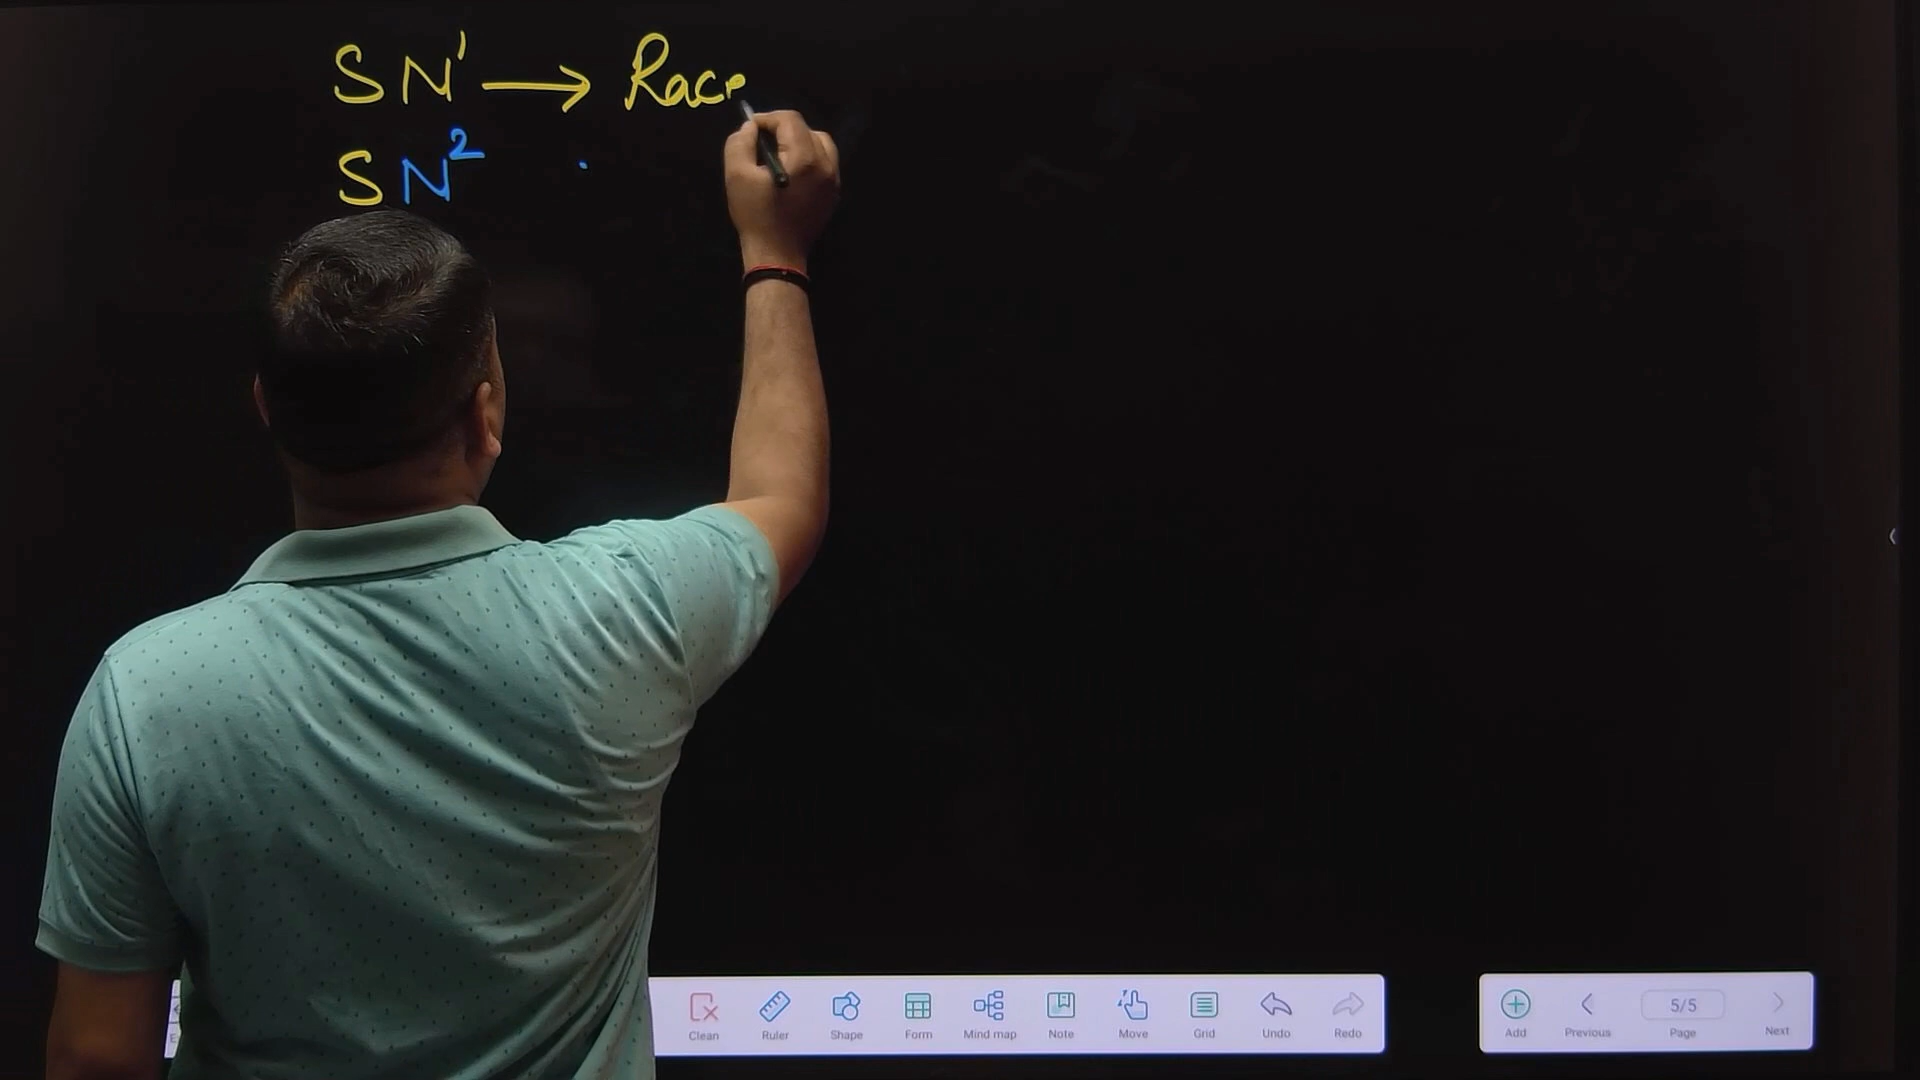 SN¹ → Race
SN²
Clean Ruler Shape Form Mind map Note Move Grid Undo Redo
Add Previous 5/5 Page Next